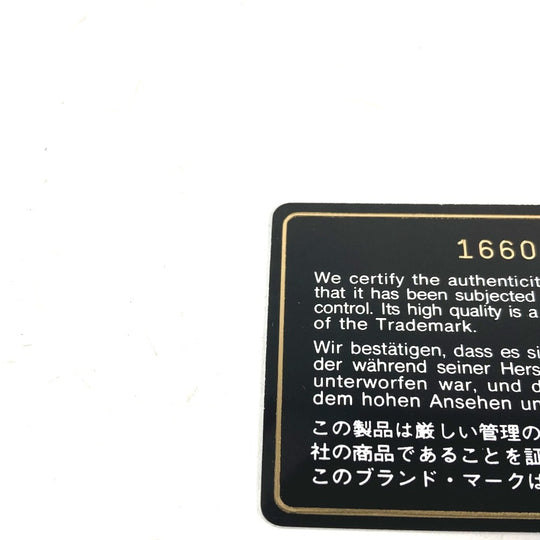 1660
We certify the authenticit
that it has been subjected
control. Its high quality is a
of the Trademark.
Wir bestätigen, dass es si
der während seiner Hers
unterworfen war, und d
dem hohen Ansehen un
この製品は厳しい管理の
社の商品であることを証
このブランド・マークは